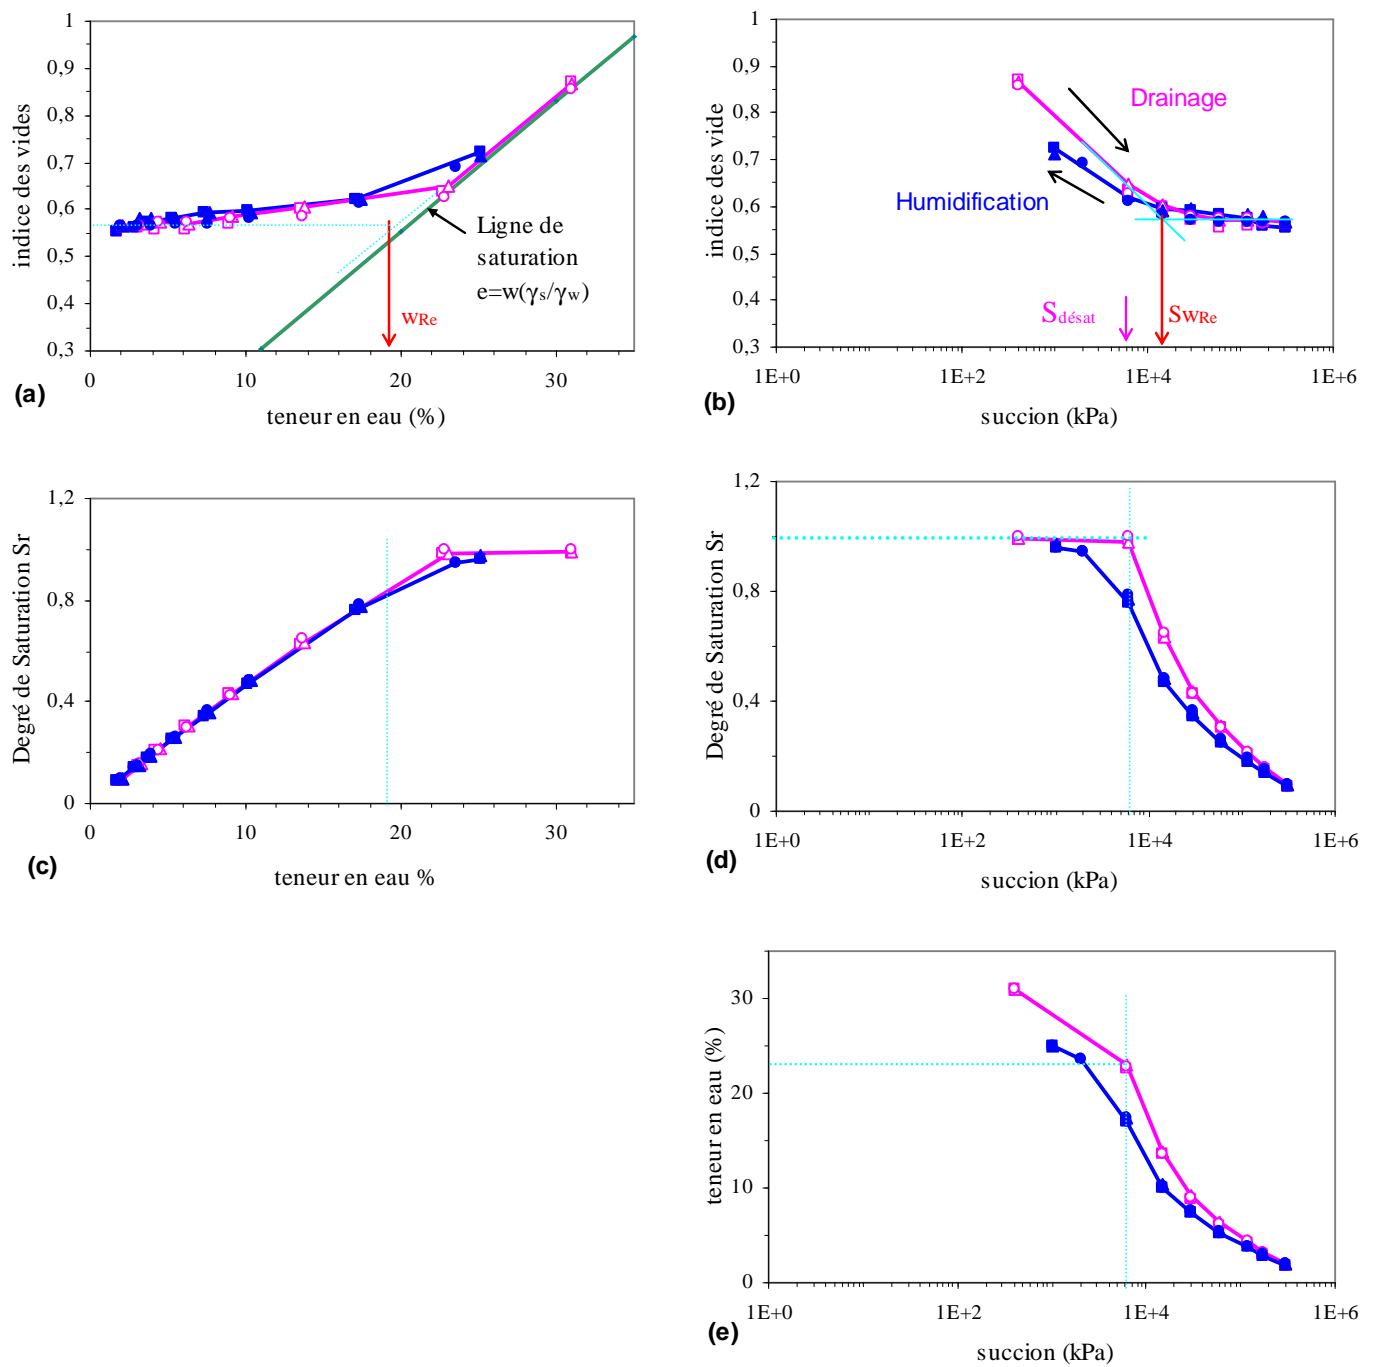 1
0,9
0,8
0,7
0,6
0,5
0,4
0,3
indice des vides
0
10
20
30
teneur en eau (%)
(a)
Ligne de
saturation
e=w(γs/γw)
wRe
1
0,9
0,8
0,7
0,6
0,5
0,4
0,3
indice des vide
Drainage
Humidification
Sdésat
SwRe
1E+0
1E+2
1E+4
1E+6
succion (kPa)
(b)
1,2
0,8
0,4
0
Degré de Saturation Sr
0
10
20
30
teneur en eau %
(c)
1,2
0,8
0,4
0
Degré de Saturation Sr
1E+0
1E+2
1E+4
1E+6
succion (kPa)
(d)
30
20
10
0
teneur en eau (%)
1E+0
1E+2
1E+4
1E+6
succion (kPa)
(e)